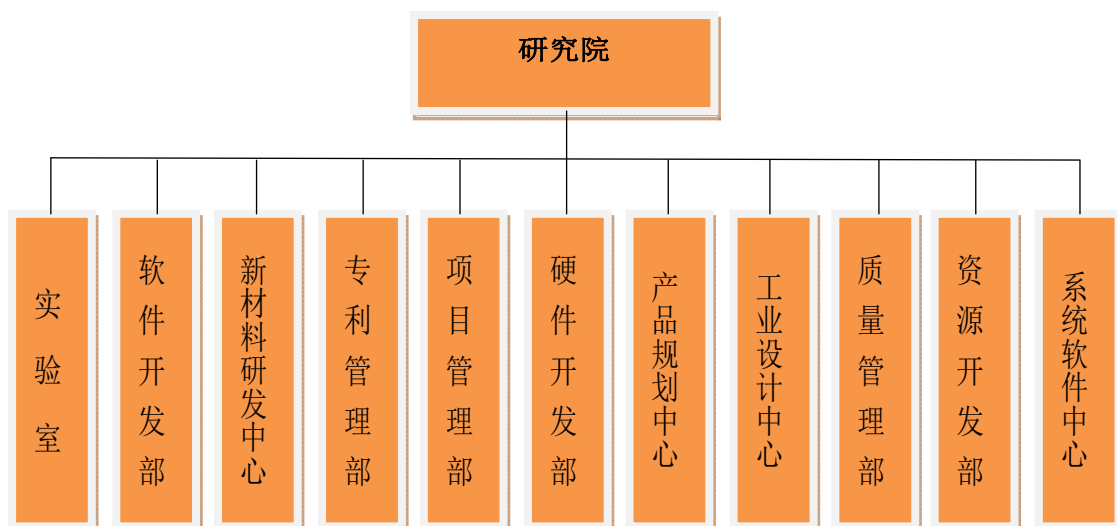 研究院
实验室
软件开发部
新材料研发中心
专利管理部
项目管理部
硬件开发部
产品规划中心
工业设计中心
质量管理部
资源开发部
系统软件中心